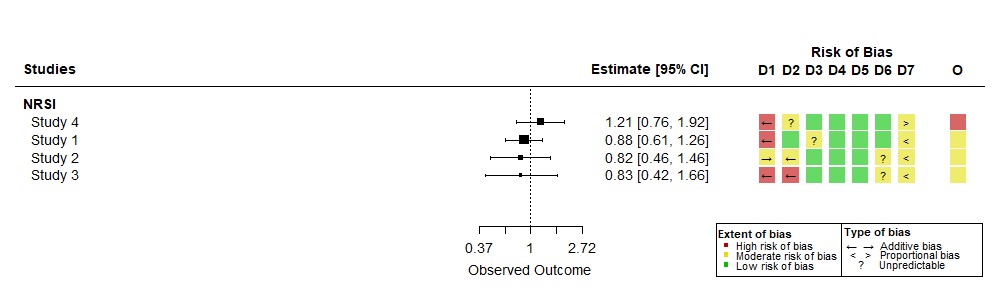 Risk of Bias
Studies Estimate [95% CI] D1 D2 D3 D4 D5 D6 D7 O
NRSI
Study 4 1.21 [0.76, 1.92] ← ? >
Study 1 0.88 [0.61, 1.26] ← ? <
Study 2 0.82 [0.46, 1.46] → ← ? <
Study 3 0.83 [0.42, 1.66] ← ← ? <
0.37 1 2.72
Observed Outcome
Extent of bias
High risk of bias
Moderate risk of bias
Low risk of bias
Type of bias
← → Additive bias
< > Proportional bias
? Unpredictable